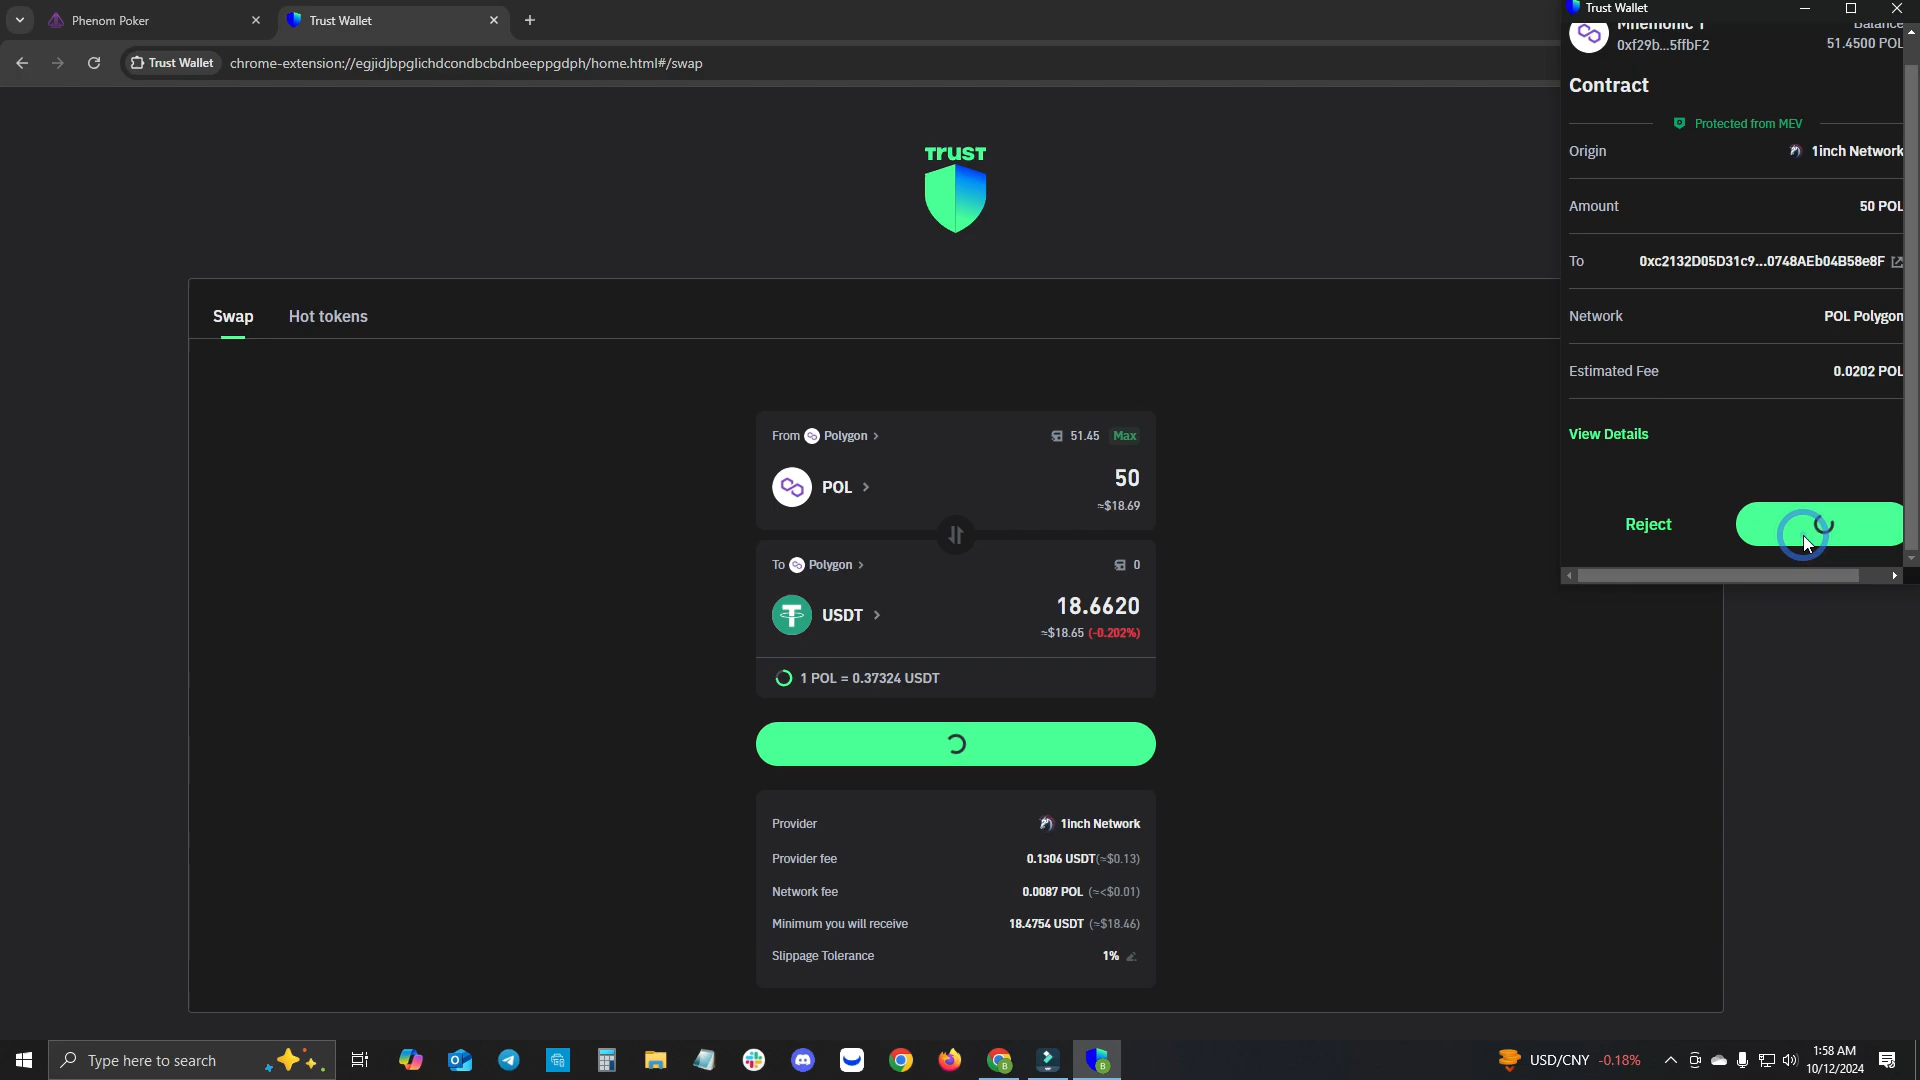 Phenom Poker
Trust Wallet
Trust Wallet
chrome-extension://egjidjbpglichdcondbcbdnbeeppgdph/home.html#/swap
TRUST
Swap
Hot tokens
From Polygon
51.45 Max
POL
50
≈$18.69
To Polygon
0
USDT
18.6620
≈$18.65 (-0.202%)
1 POL = 0.37324 USDT
Provider
1inch Network
Provider fee
0.1306 USDT(≈$0.13)
Network fee
0.0087 POL (≈<$0.01)
Minimum you will receive
18.4754 USDT (≈$18.46)
Slippage Tolerance
1%
Trust Wallet
Mnemonic 1
Balance
0xf29b...5ffbF2
51.4500 POL
Contract
Protected from MEV
Origin
1inch Network
Amount
50 POL
To
0xc2132D05D31c9...0748AEb04B58e8F
Network
POL Polygon
Estimated Fee
0.0202 POL
View Details
Reject
Type here to search
USD/CNY -0.18%
1:58 AM
10/12/2024